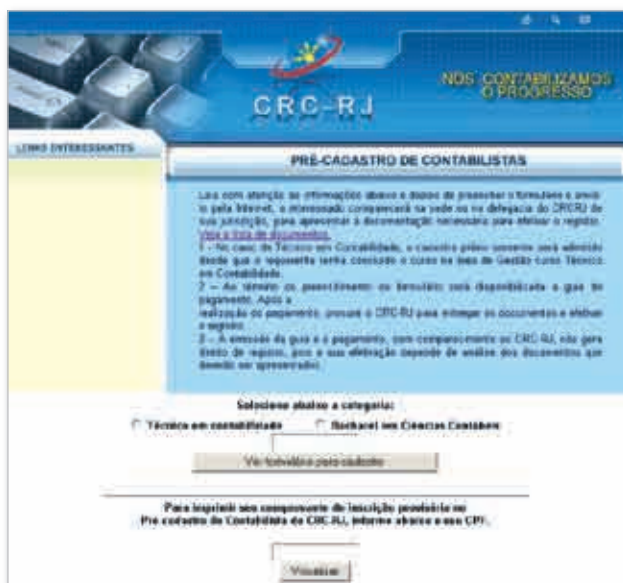 NÓS CONTABILIZAMOS
O PROGRESSO
CRC-RJ
LINKS INTERESSANTES
PRÉ-CADASTRO DE CONTABILISTAS
Leia com atenção as informações abaixo e depois de preencher o formulário e enviá-
lo pela Internet, o interessado comparecerá na sede ou na delegacia do CRCRJ de
sua jurisdição, para apresentar a documentação necessária para efetivar o registro.
Veja a lista de documentos.
1 - No caso de Técnico em Contabilidade, o cadastro prévio somente será admitido
desde que o requerente tenha concluído o curso na área de Gestão curso Técnico
em Contabilidade.
2 - Ao término do preenchimento do formulário será disponibilizada a guia de
pagamento. Após a
realização do pagamento, procure o CRC-RJ para entregar os documentos e efetivar
o registro.
3 - A emissão da guia e o pagamento, sem comparecimento ao CRC-RJ, não gera
direito de registro, pois a sua efetivação depende de análise dos documentos que
deverão ser apresentados.
Selecione abaixo a categoria:
Técnico em contabilidade Bacharel em Ciências Contábeis
Ver formulário para cadastro
Para imprimir seu comprovante de inscrição provisória no
Pré cadastro de Contabilista do CRC-RJ, informe abaixo o seu CPF.
Visualizar